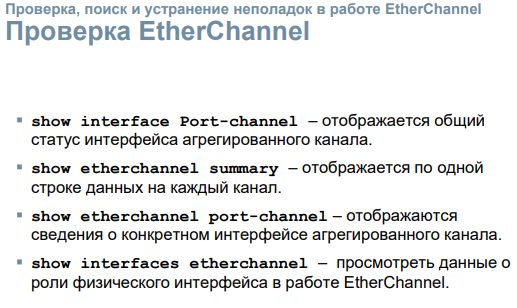 Проверка, поиск и устранение неполадок в работе EtherChannel
Проверка EtherChannel
▪ show interface Port-channel – отображается общий
статус интерфейса агрегированного канала.
▪ show etherchannel summary – отображается по одной
строке данных на каждый канал.
▪ show etherchannel port-channel – отображаются
сведения о конкретном интерфейсе агрегированного канала.
▪ show interfaces etherchannel – просмотреть данные о
роли физического интерфейса в работе EtherChannel.